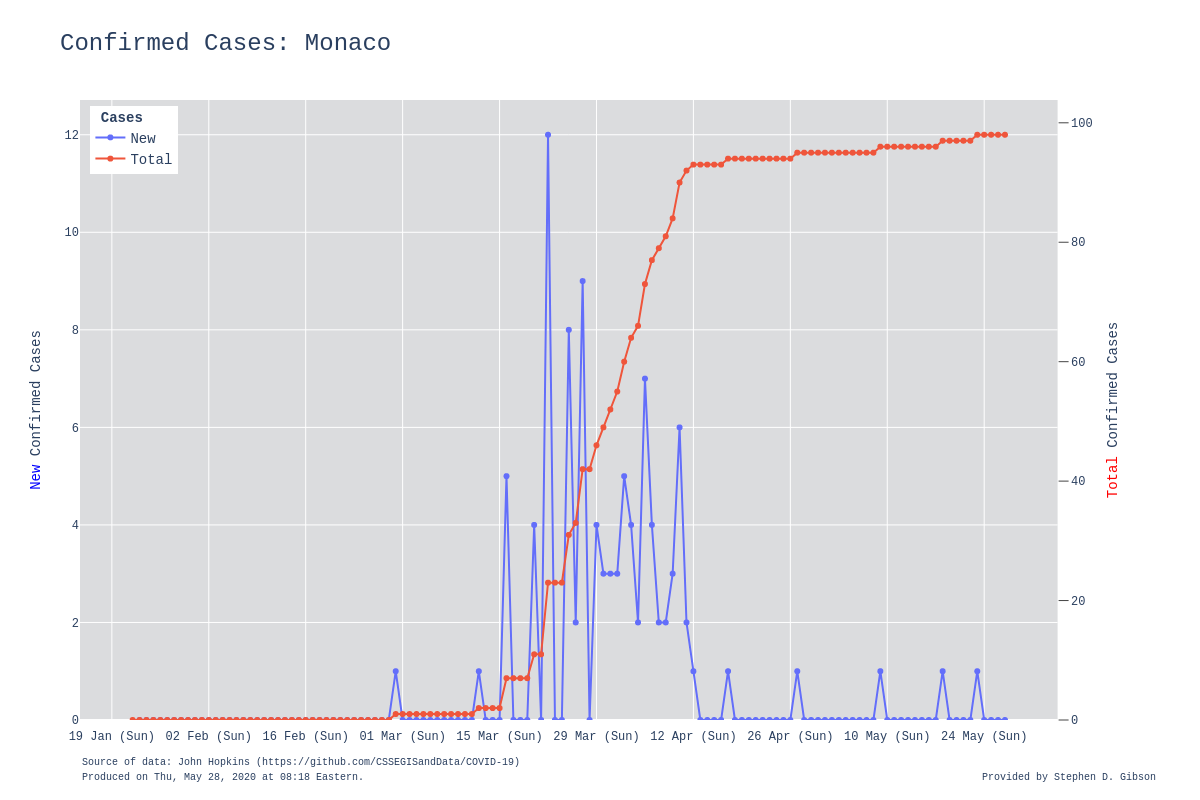 Confirmed Cases: Monaco
Cases
New
Total
12
10
8
6
4
2
0
100
80
60
40
20
0
New Confirmed Cases
Total Confirmed Cases
19 Jan (Sun) 02 Feb (Sun) 16 Feb (Sun) 01 Mar (Sun) 15 Mar (Sun) 29 Mar (Sun) 12 Apr (Sun) 26 Apr (Sun) 10 May (Sun) 24 May (Sun)
Source of data: John Hopkins (https://github.com/CSSEGISandData/COVID-19)
Produced on Thu, May 28, 2020 at 08:18 Eastern.
Provided by Stephen D. Gibson